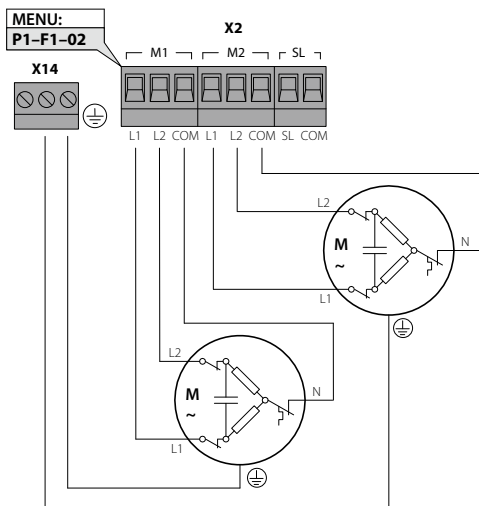 MENU:
P1–F1–02
X2
M1 M2 SL
X14
L1 L2 COM L1 L2 COM SL COM
L2
M
~
N
L1
L2
M
~
N
L1